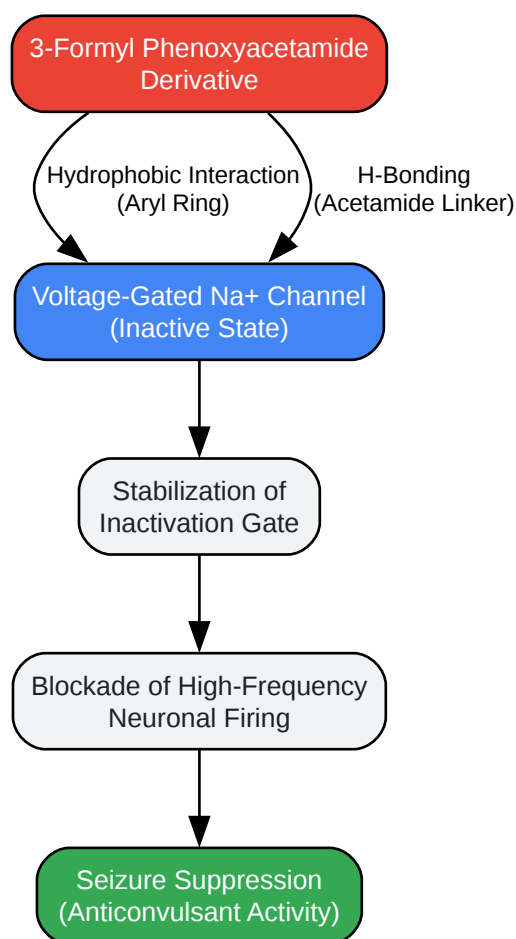 3-Formyl Phenoxyacetamide
Derivative
Hydrophobic Interaction
(Aryl Ring)
H-Bonding
(Acetamide Linker)
Voltage-Gated Na+ Channel
(Inactive State)
Stabilization of
Inactivation Gate
Blockade of High-Frequency
Neuronal Firing
Seizure Suppression
(Anticonvulsant Activity)